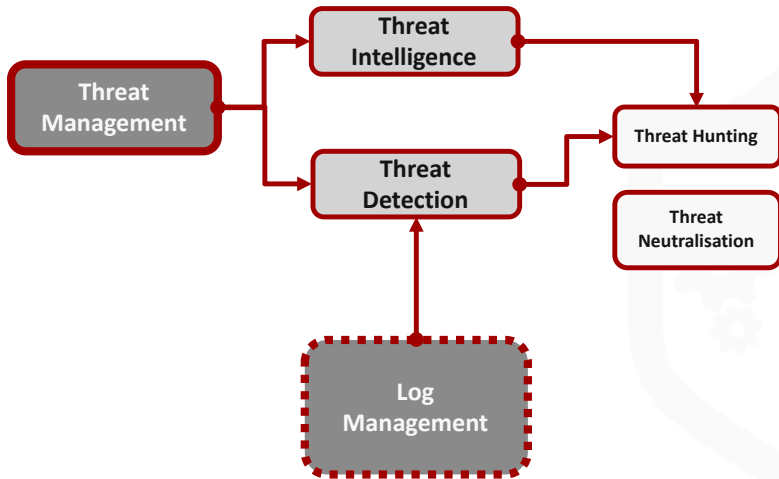 Threat
Intelligence
Threat
Management
Threat Hunting
Threat
Detection
Threat
Neutralisation
Log
Management